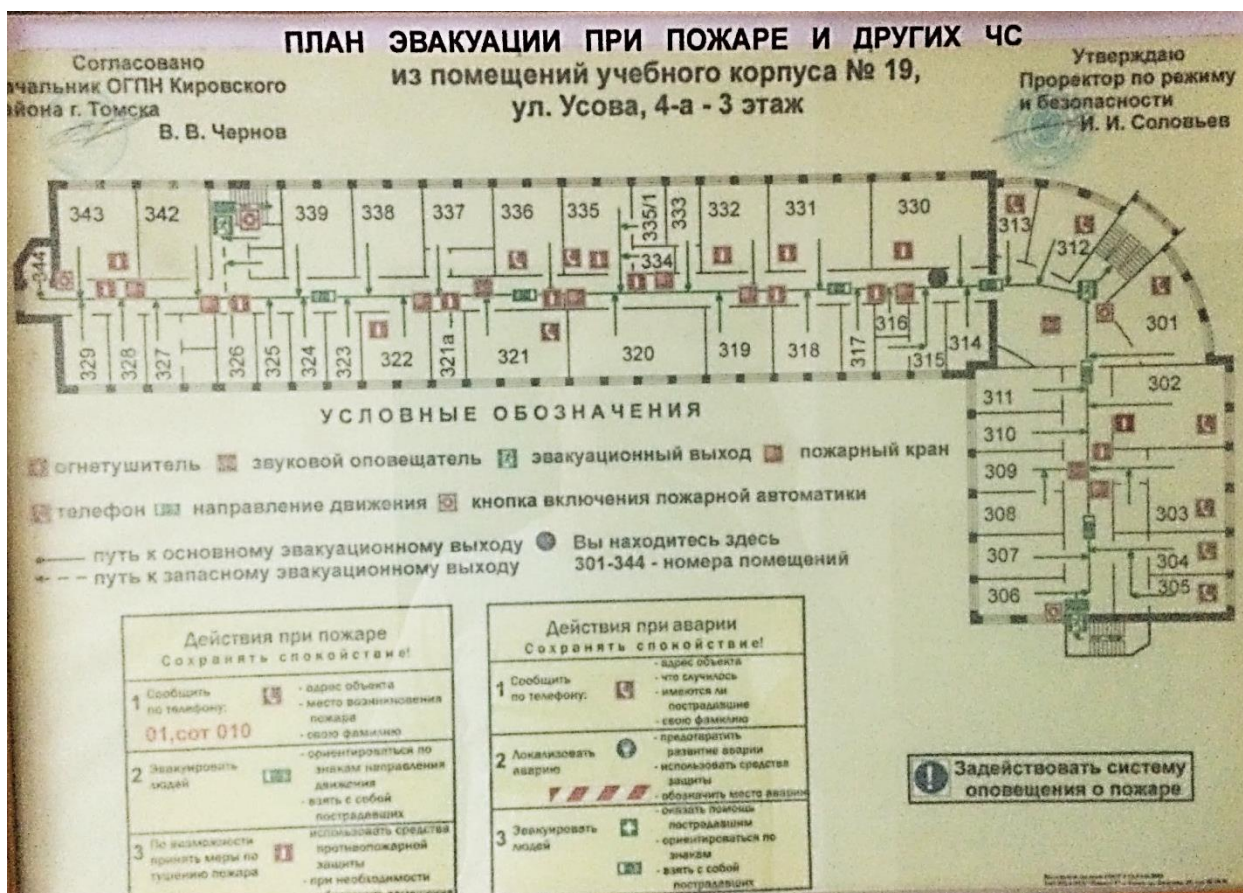 ПЛАН ЭВАКУАЦИИ ПРИ ПОЖАРЕ И ДРУГИХ ЧС
из помещений учебного корпуса № 19,
ул. Усова, 4-а - 3 этаж
Согласовано
ачальник ОГПН Кировского
айона г. Томска
В. В. Чернов
Утверждаю
Проректор по режиму
и безопасности
И. И. Соловьев
343 342 339 338 337 336 335 335/1 333 332 331 330
334
344
313 312
301
329 328 327 326 325 324 323 322 321а 321 320 319 318 317 316 315 314
311 302
310
309
308 303
307 304
306 305
УСЛОВНЫЕ ОБОЗНАЧЕНИЯ
огнетушитель звуковой оповещатель эвакуационный выход пожарный кран
телефон направление движения кнопка включения пожарной автоматики
путь к основному эвакуационному выходу Вы находитесь здесь
путь к запасному эвакуационному выходу 301-344 - номера помещений
Действия при пожаре
Сохранять спокойствие!
1 Сообщить
по телефону:
01,сот 010
- адрес объекта
- место возникновения
пожара
- свою фамилию
2 Эвакуировать
людей
- ориентироваться по
знакам направления
движения
- взять с собой
пострадавших
3 По возможности
принять меры по
тушению пожара
- использовать средства
противопожарной
защиты
- при необходимости
Действия при аварии
Сохранять спокойствие!
1 Сообщить
по телефону:
- адрес объекта
- что случилось
- имеются ли
пострадавшие
- свою фамилию
2 Локализовать
аварию
- предотвратить
развитие аварии
- использовать средства
защиты
- обозначить место аварии
3 Эвакуировать
людей
- оказать помощь
пострадавшим
- ориентироваться по
знакам
- взять с собой
пострадавших
Задействовать систему
оповещения о пожаре